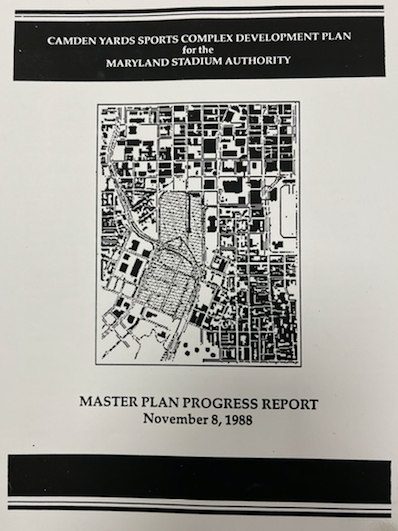 CAMDEN YARDS SPORTS COMPLEX DEVELOPMENT PLAN
for the
MARYLAND STADIUM AUTHORITY
MASTER PLAN PROGRESS REPORT
November 8, 1988